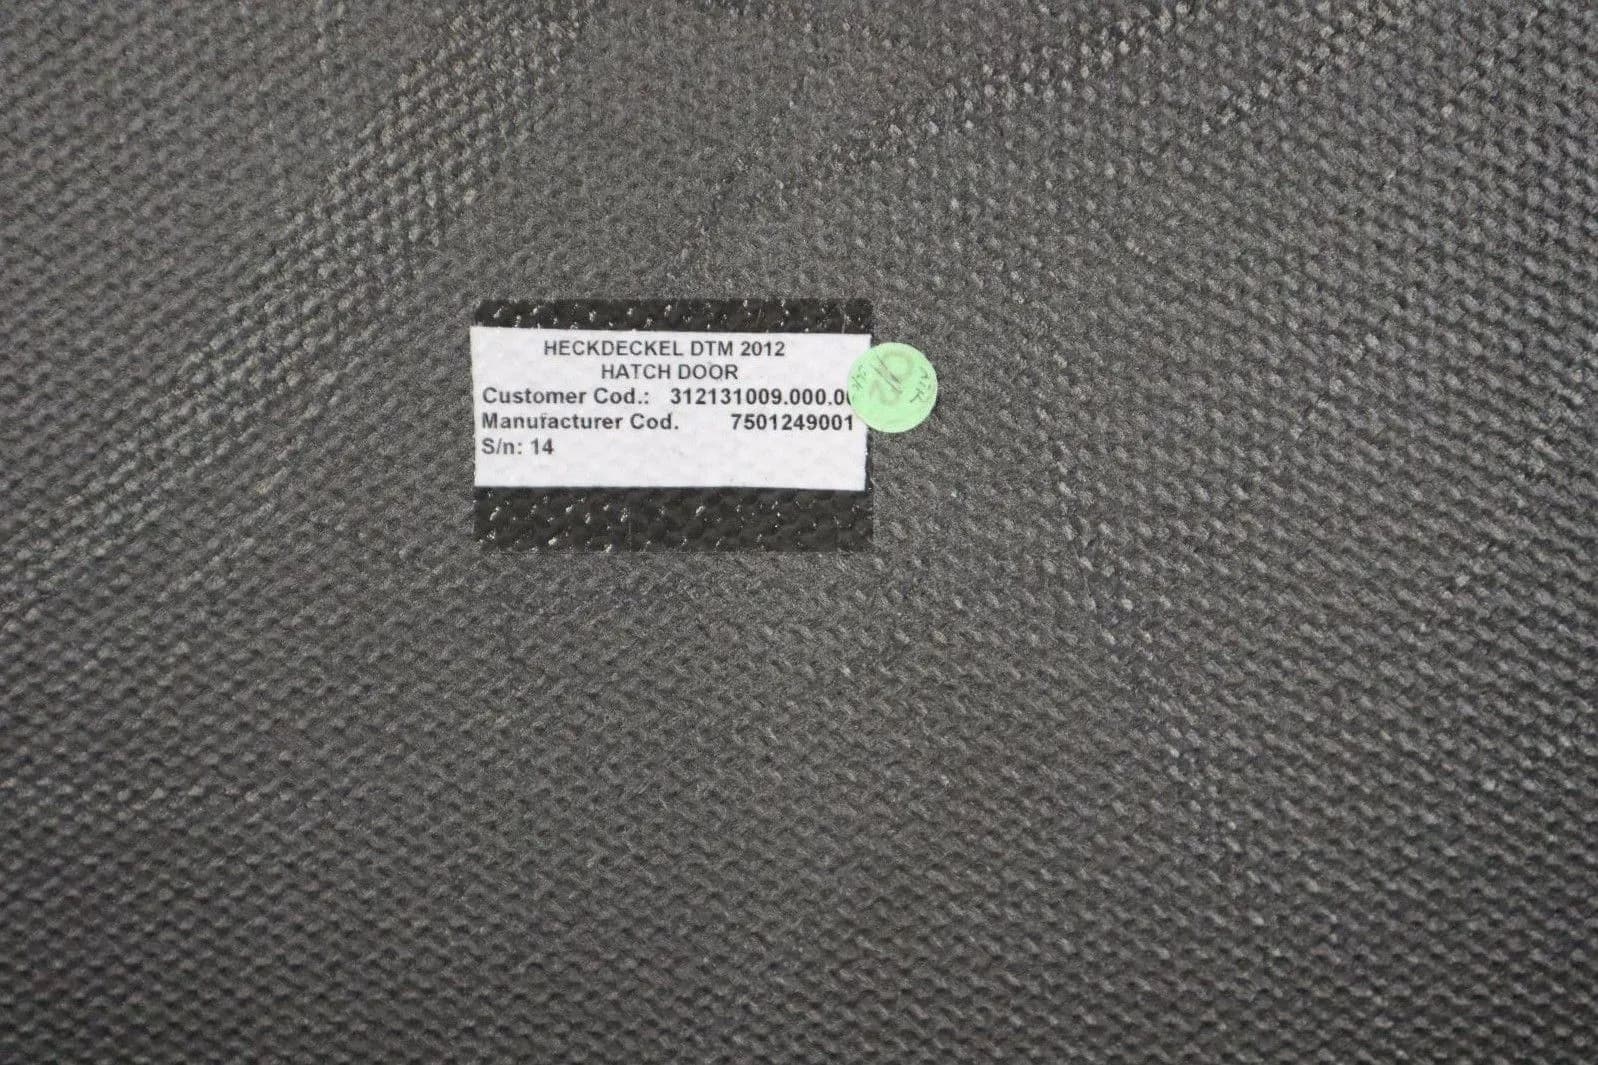 HECKDECKEL DTM 2012
HATCH DOOR
Customer Cod.: 312131009.000.0
Manufacturer Cod. 7501249001
S/n: 14